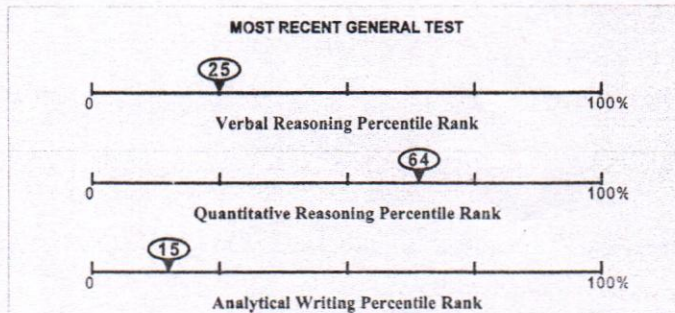 MOST RECENT GENERAL TEST
25
0 100%
Verbal Reasoning Percentile Rank
64
0 100%
Quantitative Reasoning Percentile Rank
15
0 100%
Analytical Writing Percentile Rank